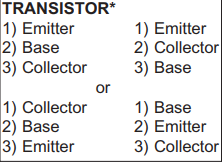 TRANSISTOR*
1) Emitter 1) Emitter
2) Base 2) Collector
3) Collector 3) Base
or
1) Collector 1) Base
2) Base 2) Emitter
3) Emitter 3) Collector